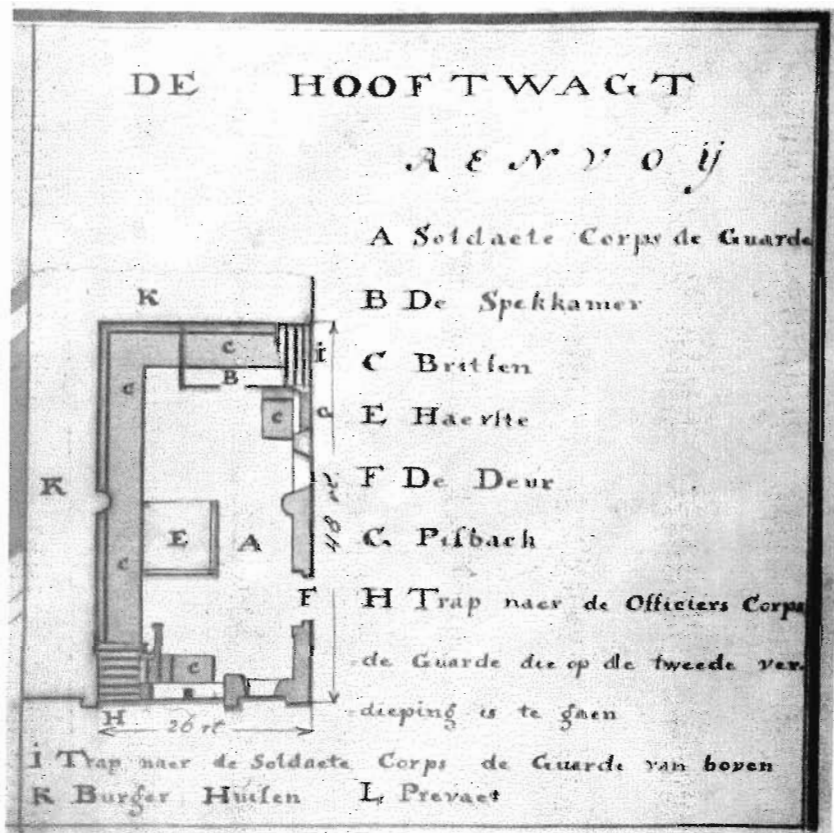 DE HOOFTWAGT
RENVOIJ
A Soldaete Corps de Guarde
B De Spekkamer
C Britsen
E Haerste
F De Deur
G Pisbach
H Trap naer de Officiers Corps
de Guarde die op de tweede ver.
dieping is te gaen
i Trap naer de Soldaete Corps de Guarde van boven
K Burger Huisen L Prevaet
K
C
i
B
C
G
C
K
48 rt
E
A
C
F
C
H
26 rt